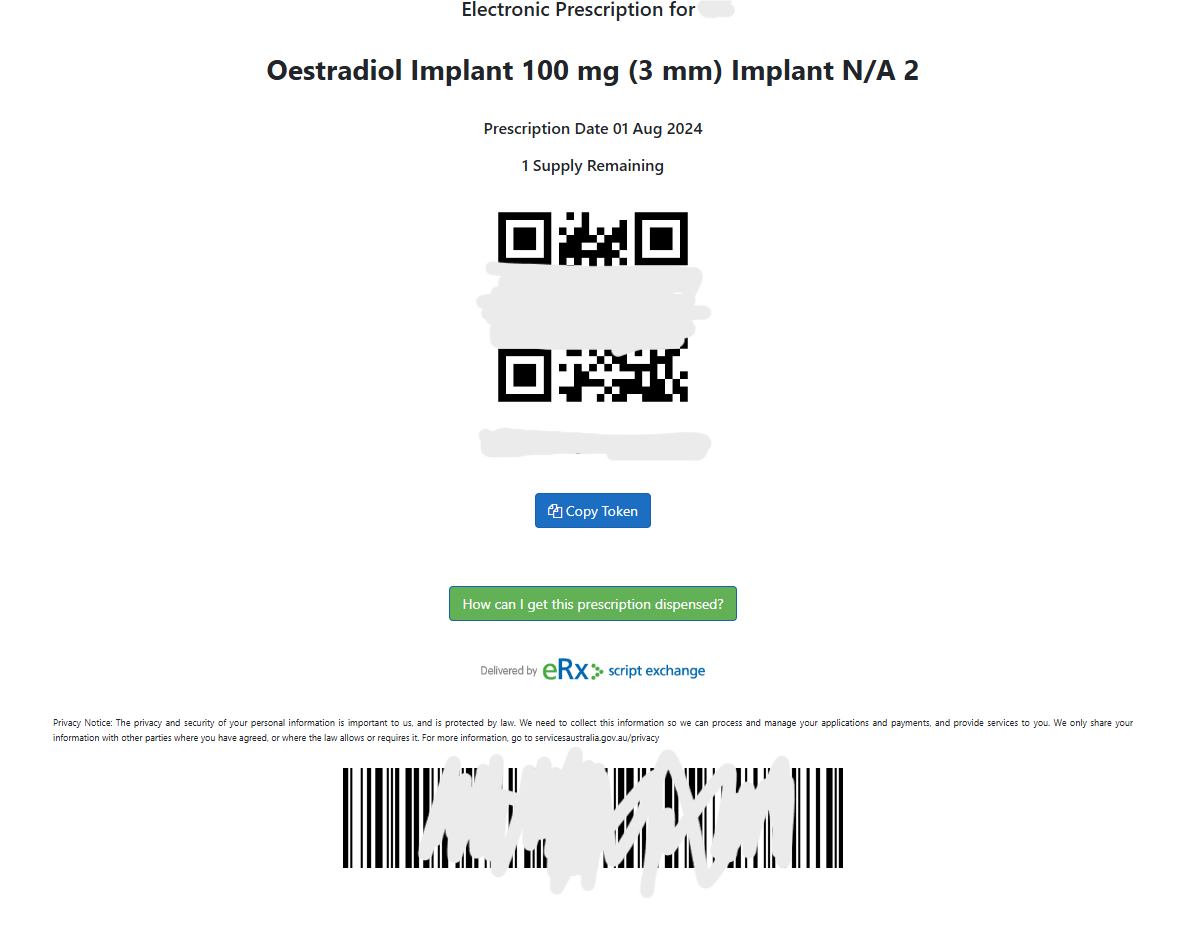 Electronic Prescription for
Oestradiol Implant 100 mg (3 mm) Implant N/A 2
Prescription Date 01 Aug 2024
1 Supply Remaining
Copy Token
How can I get this prescription dispensed?
Delivered by eRx script exchange
Privacy Notice: The privacy and security of your personal information is important to us, and is protected by law. We need to collect this information so we can process and manage your applications and payments, and provide services to you. We only share your
information with other parties where you have agreed, or where the law allows or requires it. For more information, go to servicesaustralia.gov.au/privacy